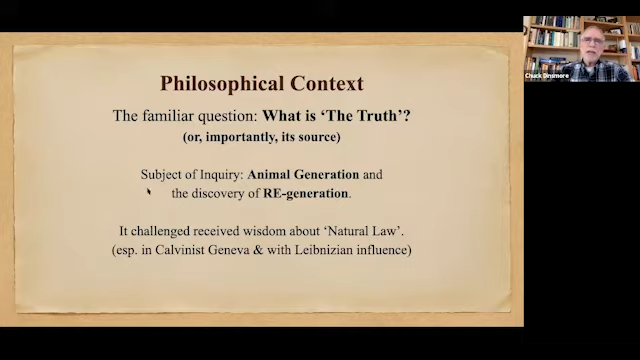 Philosophical Context
The familiar question: What is ‘The Truth’?
(or, importantly, its source)
Subject of Inquiry: Animal Generation and
the discovery of RE-generation.
It challenged received wisdom about ‘Natural Law’.
(esp. in Calvinist Geneva & with Leibnizian influence)
Chuck Dinsmore